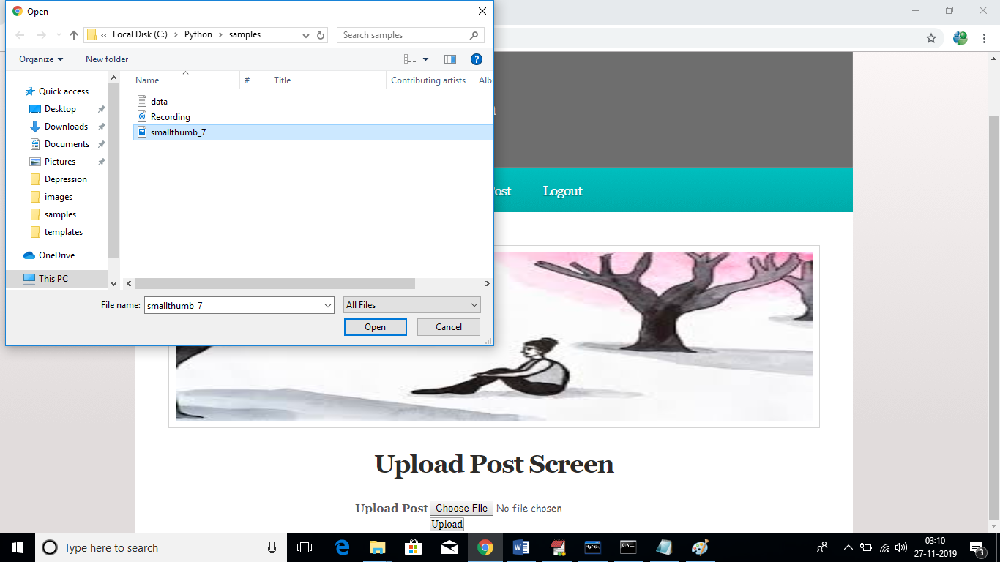 Open
Local Disk (C:) Python samples
Search samples
Organize New folder
Name # Title Contributing artists
data
Recording
smallthumb_7
Quick access
Desktop
Downloads
Documents
Pictures
Depression
images
samples
templates
OneDrive
This PC
File name: smallthumb_7 All Files
Open Cancel
Logout
Upload Post Screen
Upload Post Choose File No file chosen
Upload
Type here to search
03:10
27-11-2019
3